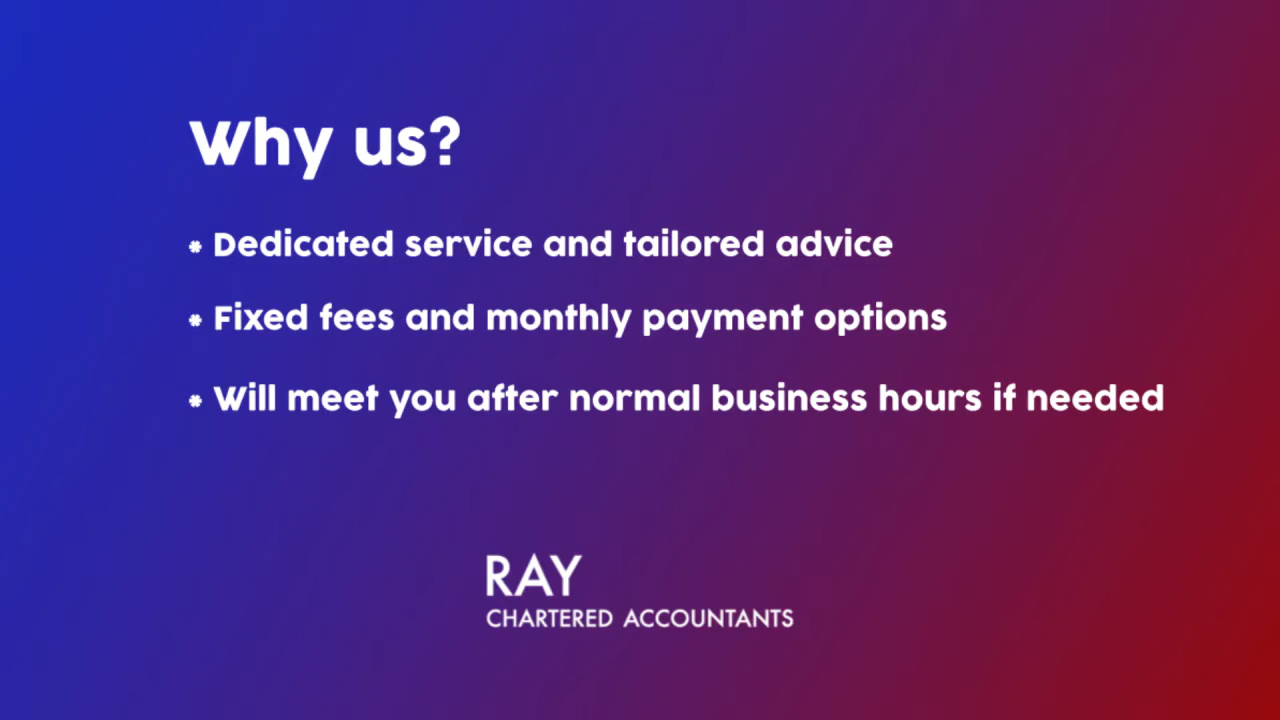 Why us?
* Dedicated service and tailored advice
* Fixed fees and monthly payment options
* Will meet you after normal business hours if needed
RAY
CHARTERED ACCOUNTANTS